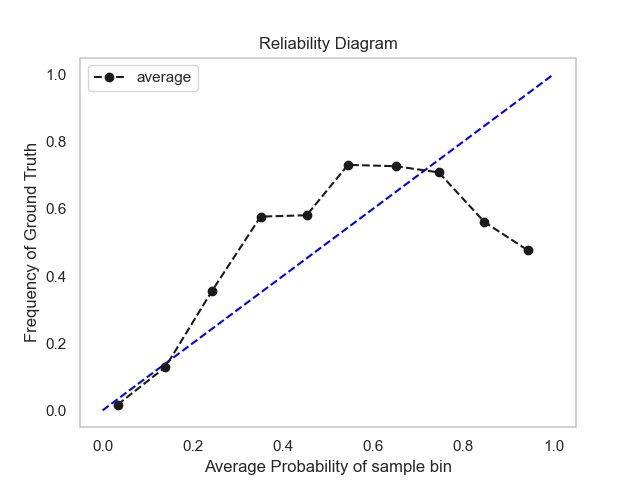 Reliability Diagram
average
1.0
0.8
0.6
0.4
0.2
0.0
Frequency of Ground Truth
0.0 0.2 0.4 0.6 0.8 1.0
Average Probability of sample bin